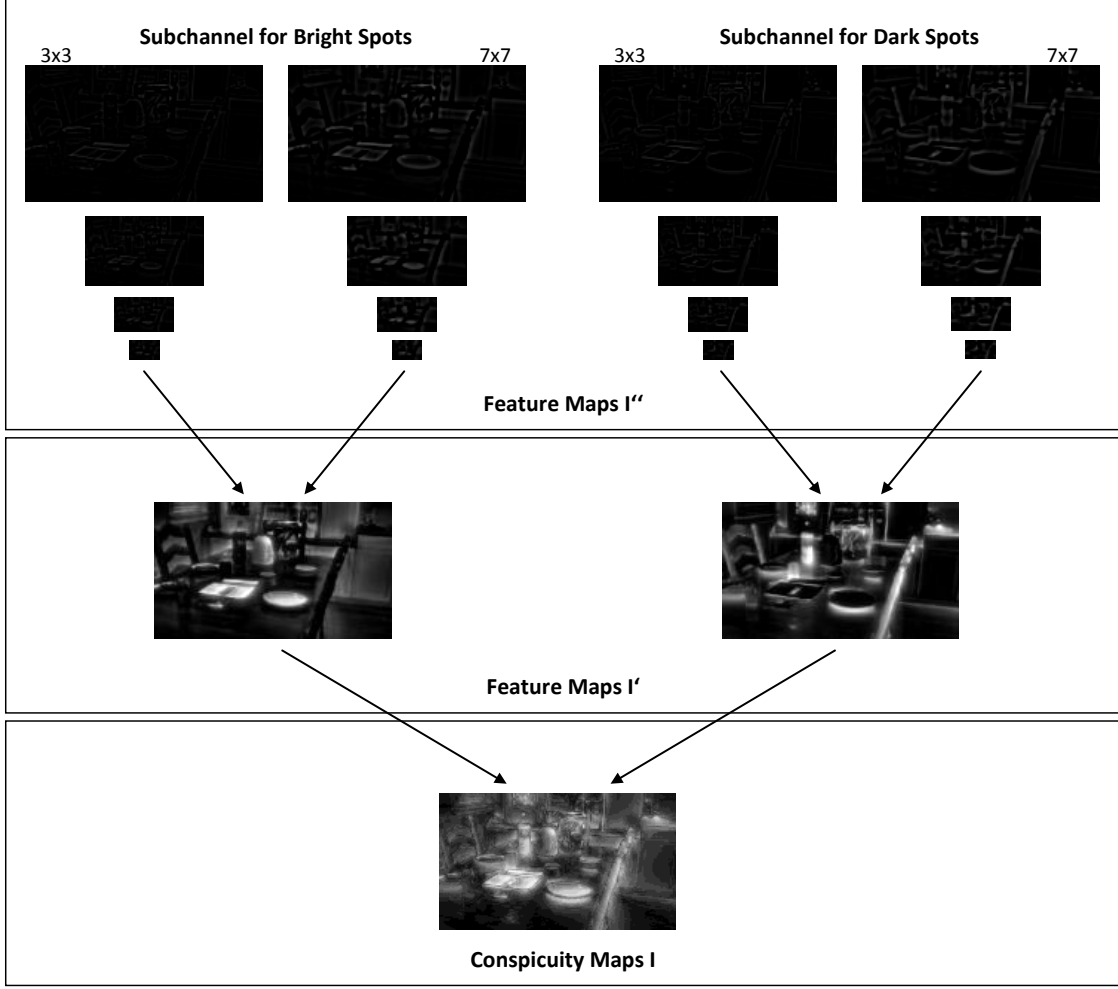 Subchannel for Bright Spots
Subchannel for Dark Spots
3x3
7x7
3x3
7x7
Feature Maps I‘‘
Feature Maps I‘
Conspicuity Maps I